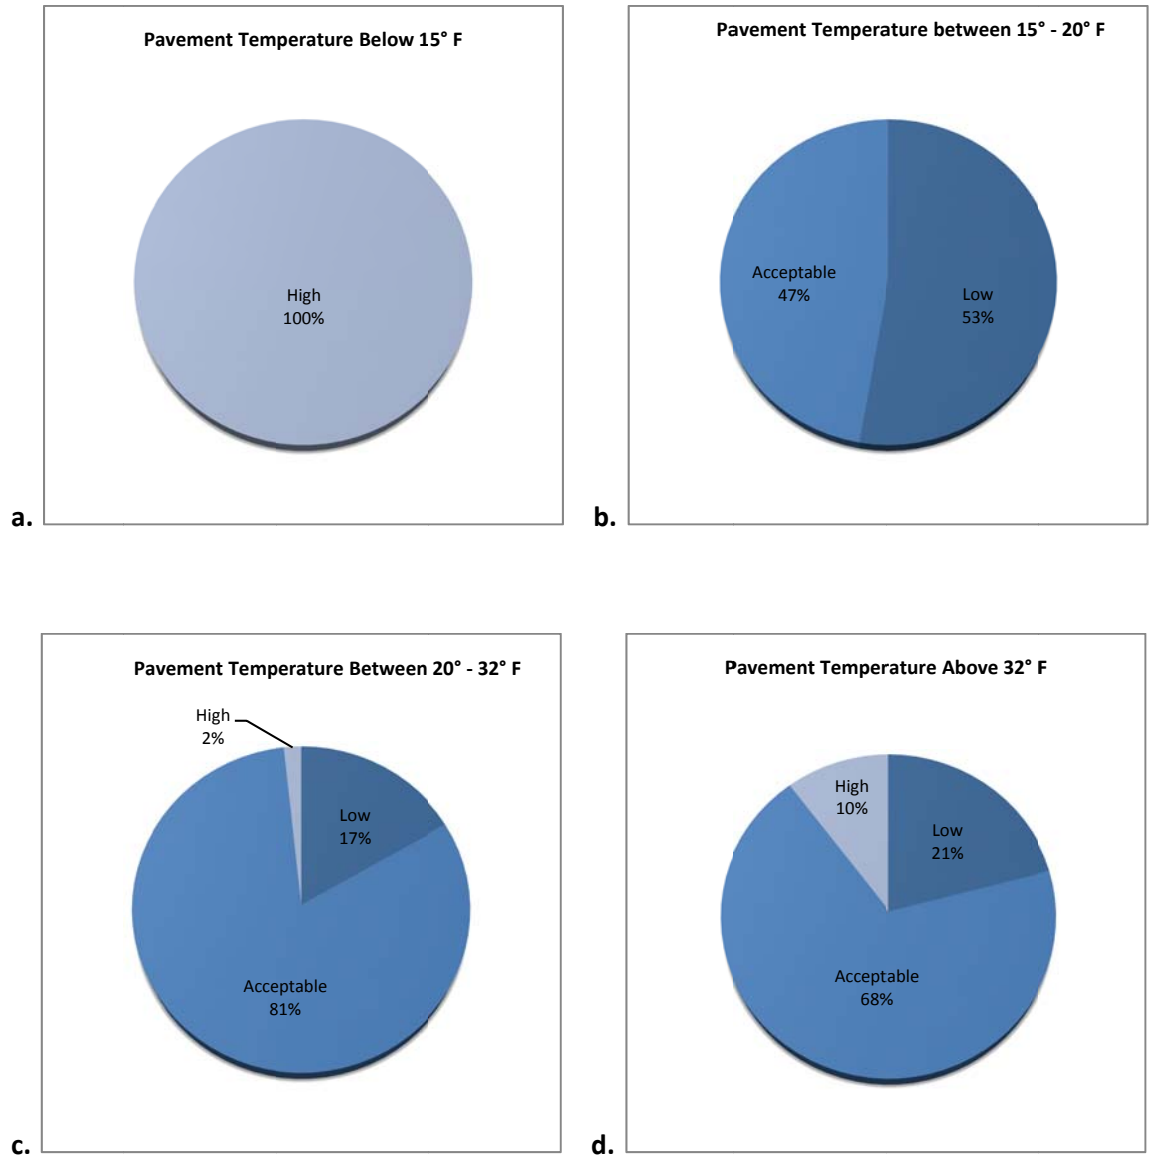 Pavement Temperature Below 15° F
High
100%
a.
Pavement Temperature between 15° - 20° F
Acceptable
47%
Low
53%
b.
Pavement Temperature Between 20° - 32° F
High
2%
Low
17%
Acceptable
81%
c.
Pavement Temperature Above 32° F
High
10%
Low
21%
Acceptable
68%
d.